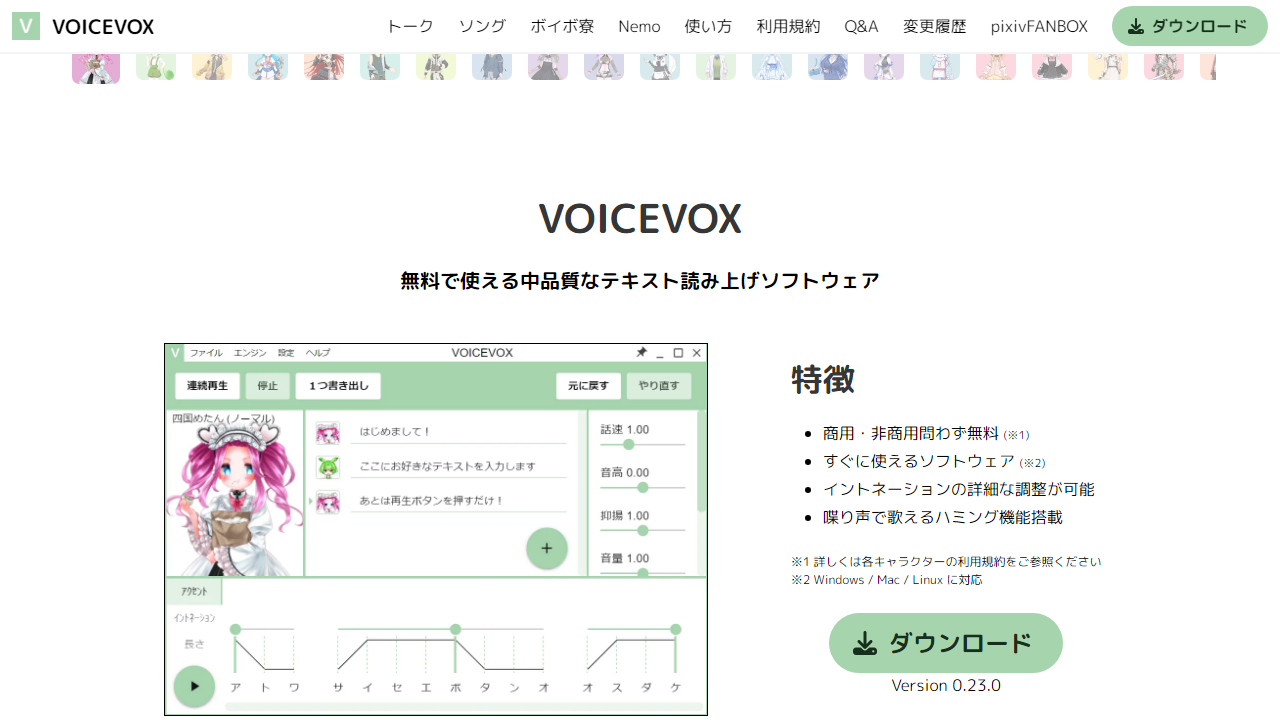 V VOICEVOX トーク ソング ボイボ寮 Nemo 使い方 利用規約 Q&A 変更履歴 pixivFANBOX ダウンロード
VOICEVOX
無料で使える中品質なテキスト読み上げソフトウェア
V ファイル エンジン 設定 ヘルプ VOICEVOX
連続再生 停止 1つ書き出し 元に戻す やり直す
四国めたん (ノーマル)
はじめまして！
ここにお好きなテキストを入力します
あとは再生ボタンを押すだけ！
話速 1.00
音高 0.00
抑揚 1.00
音量 1.00
アクセント
イントネーション
長さ
ア ト ワ サ イ セ エ ボ タ ン オ オ ス ダ ケ
特徴
• 商用・非商用問わず無料 (※1)
• すぐに使えるソフトウェア (※2)
• イントネーションの詳細な調整が可能
• 喋り声で歌えるハミング機能搭載
※1 詳しくは各キャラクターの利用規約をご参照ください
※2 Windows / Mac / Linux に対応
ダウンロード
Version 0.23.0